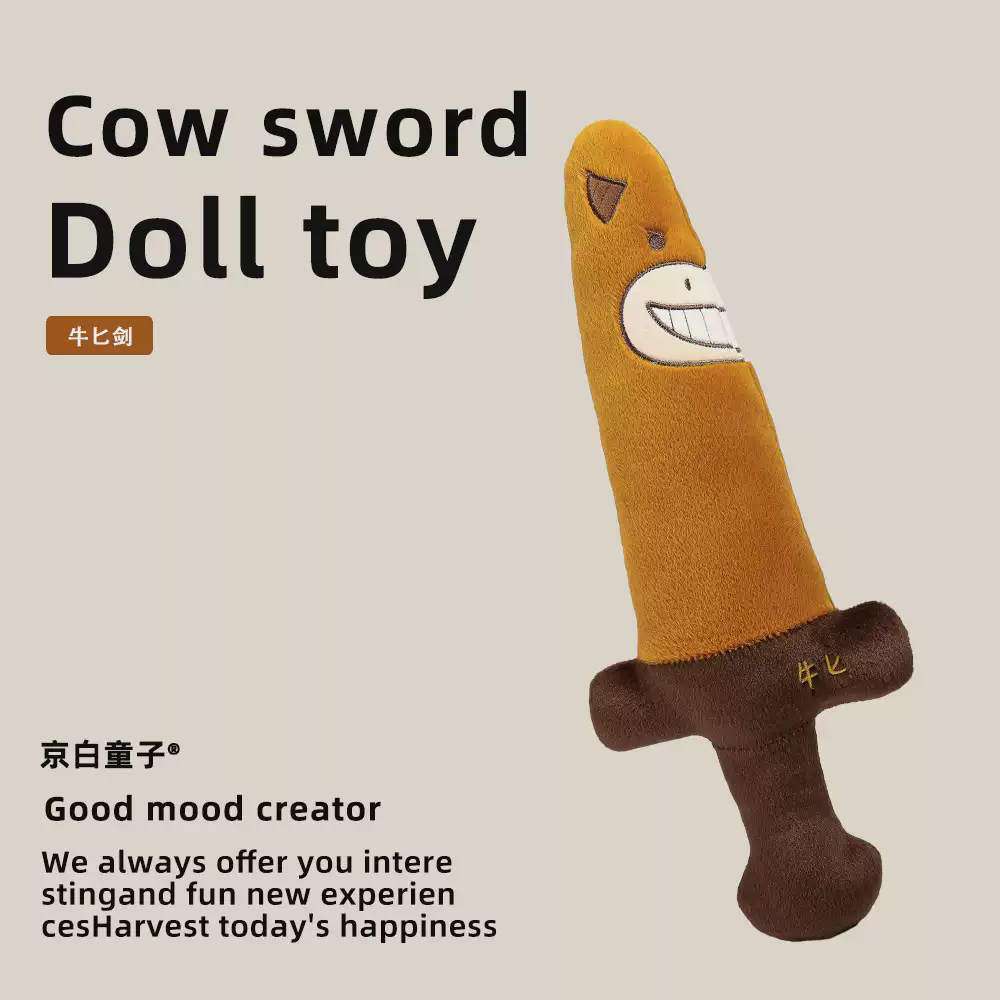 Cow sword
Doll toy
牛匕剑
牛匕
京白童子®
Good mood creator
We always offer you intere
stingand fun new experien
cesHarvest today's happiness